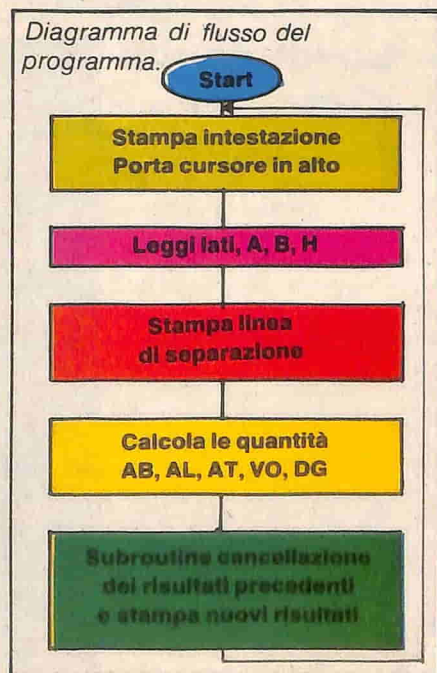 Diagramma di flusso del
programma.
Start
Stampa intestazione
Porta cursore in alto
Leggi lati, A, B, H
Stampa linea
di separazione
Calcola le quantità
AB, AL, AT, VO, DG
Subroutine cancellazione
dei risultati precedenti
e stampa nuovi risultati